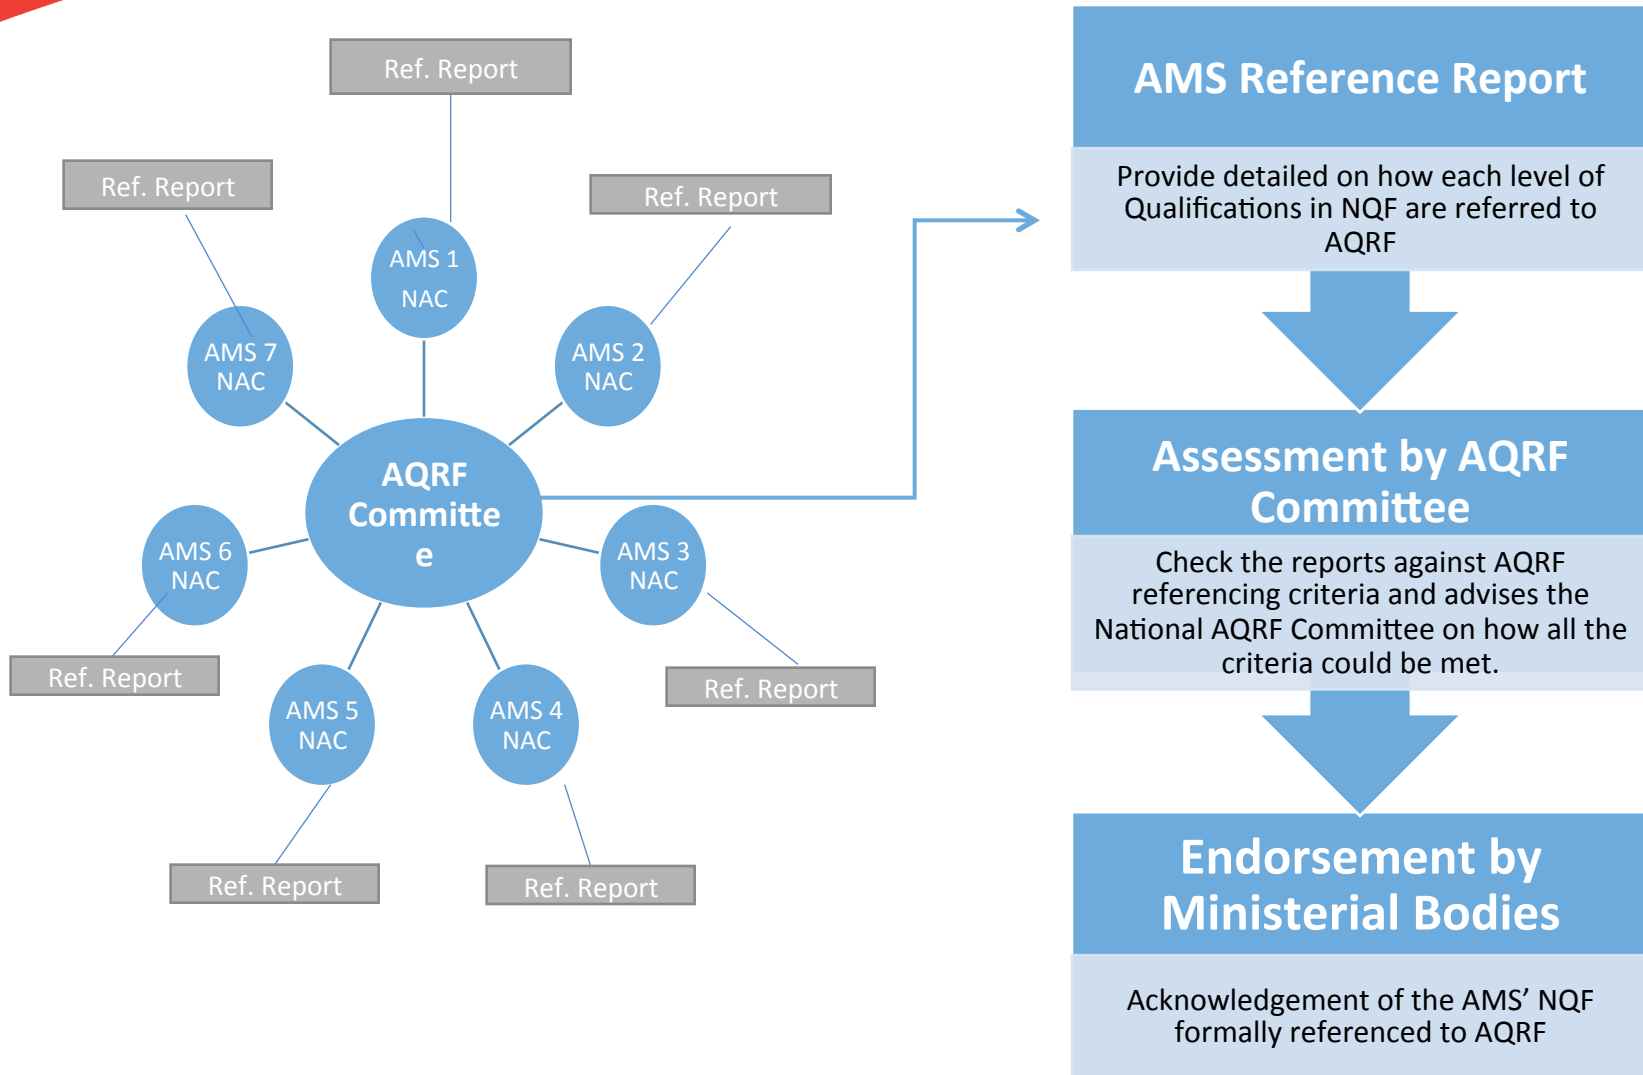 Ref. Report
Ref. Report
Ref. Report
AMS 1
NAC
AMS 7
NAC
AMS 2
NAC
AQRF
Committe
e
AMS 6
NAC
AMS 3
NAC
Ref. Report
Ref. Report
AMS 5
NAC
AMS 4
NAC
Ref. Report
Ref. Report
AMS Reference Report
Provide detailed on how each level of
Qualifications in NQF are referred to
AQRF
Assessment by AQRF
Committee
Check the reports against AQRF
referencing criteria and advises the
National AQRF Committee on how all the
criteria could be met.
Endorsement by
Ministerial Bodies
Acknowledgement of the AMS’ NQF
formally referenced to AQRF